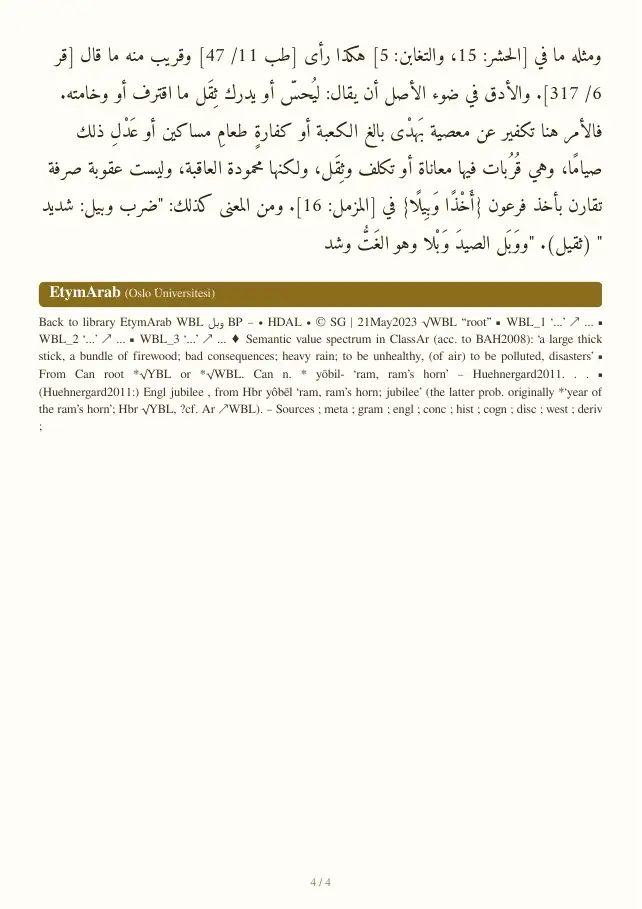 ومثله ما في [الحشر: 15، والتغابن: 5] هكذا رأى [طب 11/ 47] وقريب منه ما قال [قر
6/ 317]. والأدق في ضوء الأصل أن يقال: ليُحسّ أو يدرك ثِقَل ما اقترف أو وخامته.
فالأمر هنا تكفير عن معصية بَهدْى بالغ الكعبة أو كفارةٍ طعامِ مساكين أو عَدْلِ ذلك
صيامًا، وهي قُرُبات فيها معاناة أو تكلف وثِقَل، ولكنها محمودة العاقبة، وليست عقوبة صرفة
تقارن بأخذ فرعون {أَخْذًا وَبِيلًا} في [المزمل: 16]. ومن المعنى كذلك: "ضرب وبيل: شديد
" (ثقيل). "ووَبَل الصيدَ وَبْلا وهو الغَتُّ وشد
EtymArab (Oslo Üniversitesi)
Back to library EtymArab WBL وبل BP – • HDAL • © SG | 21May2023 √WBL “root” ▪ WBL_1 ‘...’ ↗ ... ▪
WBL_2 ‘...’ ↗ ... ▪ WBL_3 ‘...’ ↗ ... ♦ Semantic value spectrum in ClassAr (acc. to BAH2008): ‘a large thick
stick, a bundle of firewood; bad consequences; heavy rain; to be unhealthy, (of air) to be polluted, disasters’ ▪
From Can root *√YBL or *√WBL. Can n. * yōbil- ‘ram, ram’s horn’ – Huehnergard2011. . . ▪
(Huehnergard2011:) Engl jubilee , from Hbr yôbēl ‘ram, ram’s horn; jubilee’ (the latter prob. originally *‘year of
the ram’s horn’; Hbr √YBL, ?cf. Ar ↗WBL). – Sources ; meta ; gram ; engl ; conc ; hist ; cogn ; disc ; west ; deriv
;
4 / 4